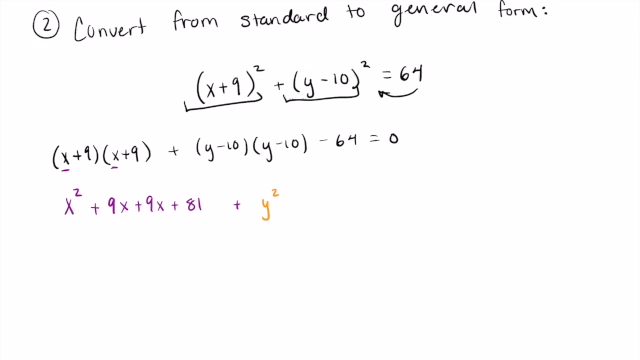 ② Convert from standard to general form:
(x+9)² + (y-10)² = 64
(x+9)(x+9) + (y-10)(y-10) - 64 = 0
x² + 9x + 9x + 81 + y²